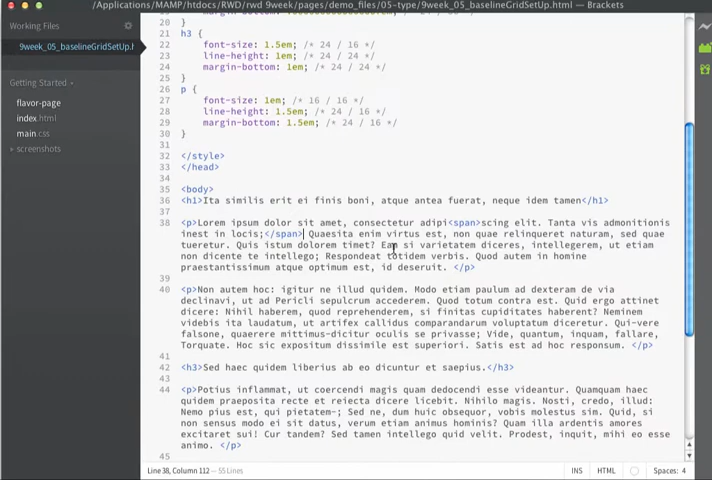 /Applications/MAMP/htdocs/RWD/rwd 9week/pages/demo_files/05-type/9week_05_baselineGridSetUp.html — Brackets
Working Files
9week_05_baselineGridSetUp.h
Getting Started
flavor-page
index.html
main.css
screenshots
20 }
21 h3 {
22 font-size: 1.5em; /* 24 / 16 */
23 line-height: 1em; /* 24 / 24 */
24 margin-bottom: 1em; /* 24 / 24 */
25 }
26 p {
27 font-size: 1em; /* 16 / 16 */
28 line-height: 1.5em; /* 24 / 16 */
29 margin-bottom: 1.5em; /* 24 / 16 */
30 }
31
32 </style>
33 </head>
34
35 <body>
36 <h1>Ita similis erit ei finis boni, atque antea fuerat, neque idem tamen</h1>
37
38 <p>Lorem ipsum dolor sit amet, consectetur adipi<span>scing elit. Tanta vis admonitionis
inest in locis;</span> Quaesita enim virtus est, non quae relinqueret naturam, sed quae
tueretur. Quis istum dolorem timet? Eam si varietatem diceres, intellegerem, ut etiam
non dicente te intellego; Respondeat totidem verbis. Quod autem in homine
praestantissimum atque optimum est, id deseruit. </p>
39
40 <p>Non autem hoc: igitur ne illud quidem. Modo etiam paulum ad dexteram de via
declinavi, ut ad Pericli sepulcrum accederem. Quod totum contra est. Quid ergo attinet
dicere: Nihil haberem, quod reprehenderem, si finitas cupiditates haberent? Neminem
videbis ita laudatum, ut artifex callidus comparandarum voluptatum diceretur. Qui-vere
falsone, quaerere mittimus-dicitur oculis se privasse; Vide, quantum, inquam, fallare,
Torquate. Hoc sic expositum dissimile est superiori. Satis est ad hoc responsum. </p>
41
42 <h3>Sed haec quidem liberius ab eo dicuntur et saepius.</h3>
43
44 <p>Potius inflammat, ut coercendi magis quam dedocendi esse videantur. Quamquam haec
quidem praeposita recte et reiecta dicere licebit. Nihilo magis. Nosti, credo, illud:
Nemo pius est, qui pietatem-; Sed ne, dum huic obsequor, vobis molestus sim. Quid, si
non sensus modo ei sit datus, verum etiam animus hominis? Quam illa ardentis amores
excitaret sui! Cur tandem? Sed tamen intellego quid velit. Prodest, inquit, mihi eo esse
animo. </p>
45
Line 38, Column 112 — 55 Lines
INS HTML Spaces: 4